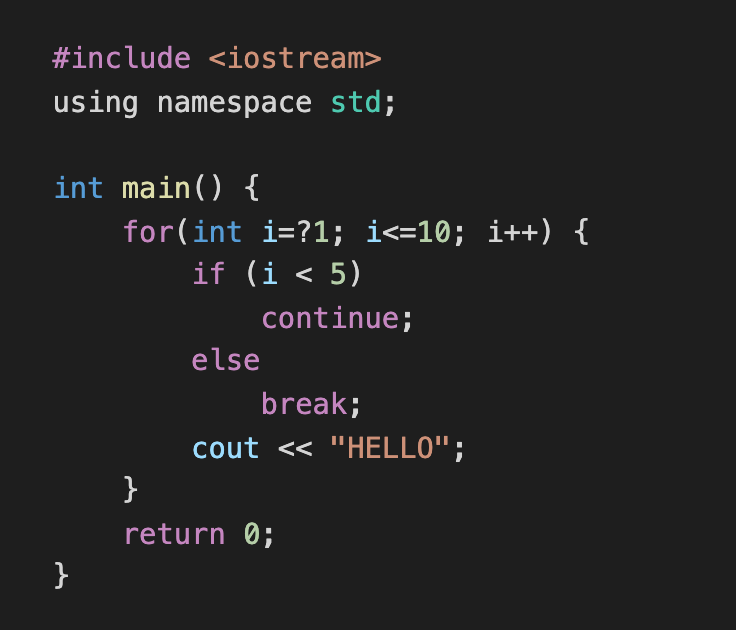 #include <iostream>
using namespace std;
int main() {
for(int i=?1; i<=10; i++) {
if (i < 5)
continue;
else
break;
cout << "HELLO";
}
return 0;
}